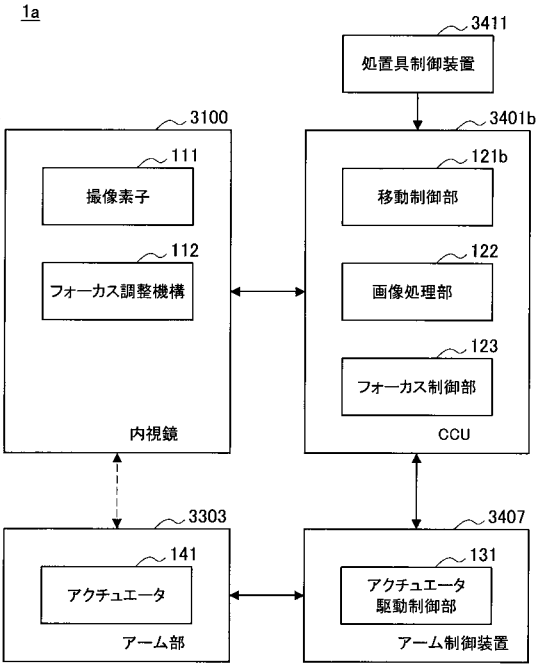 1a
3411
処置具制御装置
3100
3401b
111
撮像素子
121b
移動制御部
112
フォーカス調整機構
122
画像処理部
123
フォーカス制御部
内視鏡
CCU
3303
3407
141
アクチュエータ
131
アクチュエータ
駆動制御部
アーム部
アーム制御装置